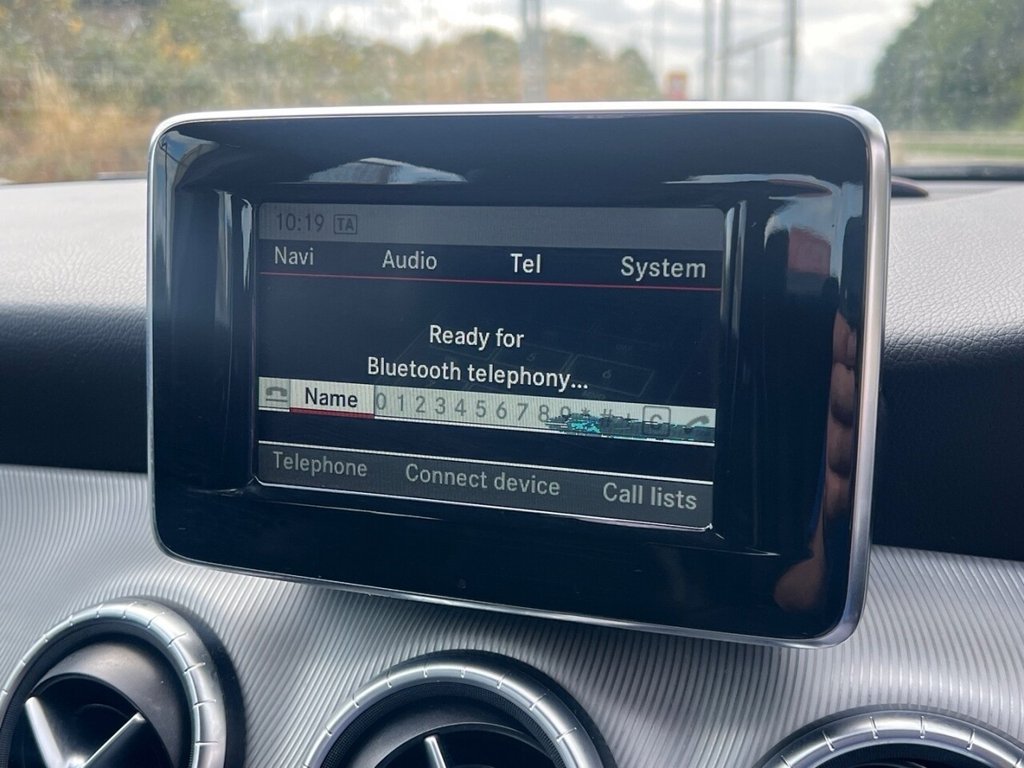 10:19 TA
Navi Audio Tel System
Ready for
Bluetooth telephony...
Name 0 1 2 3 4 5 6 7 8 9 * # + C
Telephone Connect device Call lists